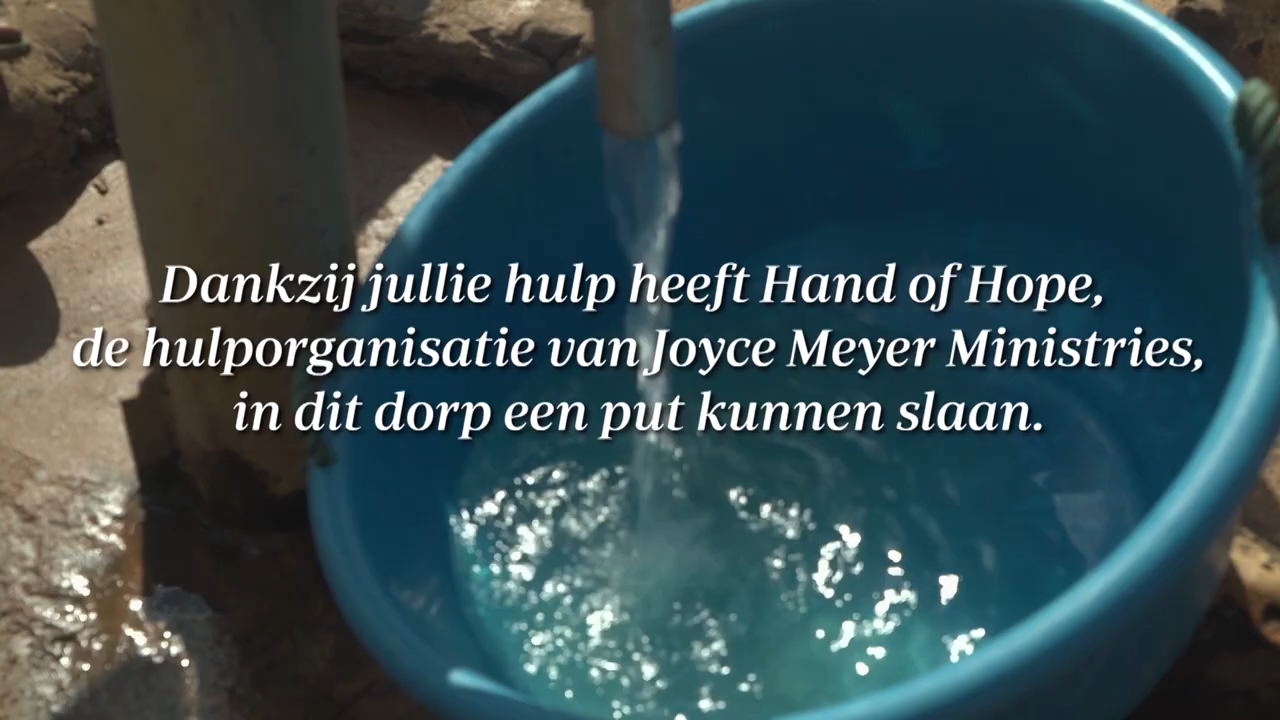 Dankzij jullie hulp heeft Hand of Hope,
de hulporganisatie van Joyce Meyer Ministries,
in dit dorp een put kunnen slaan.